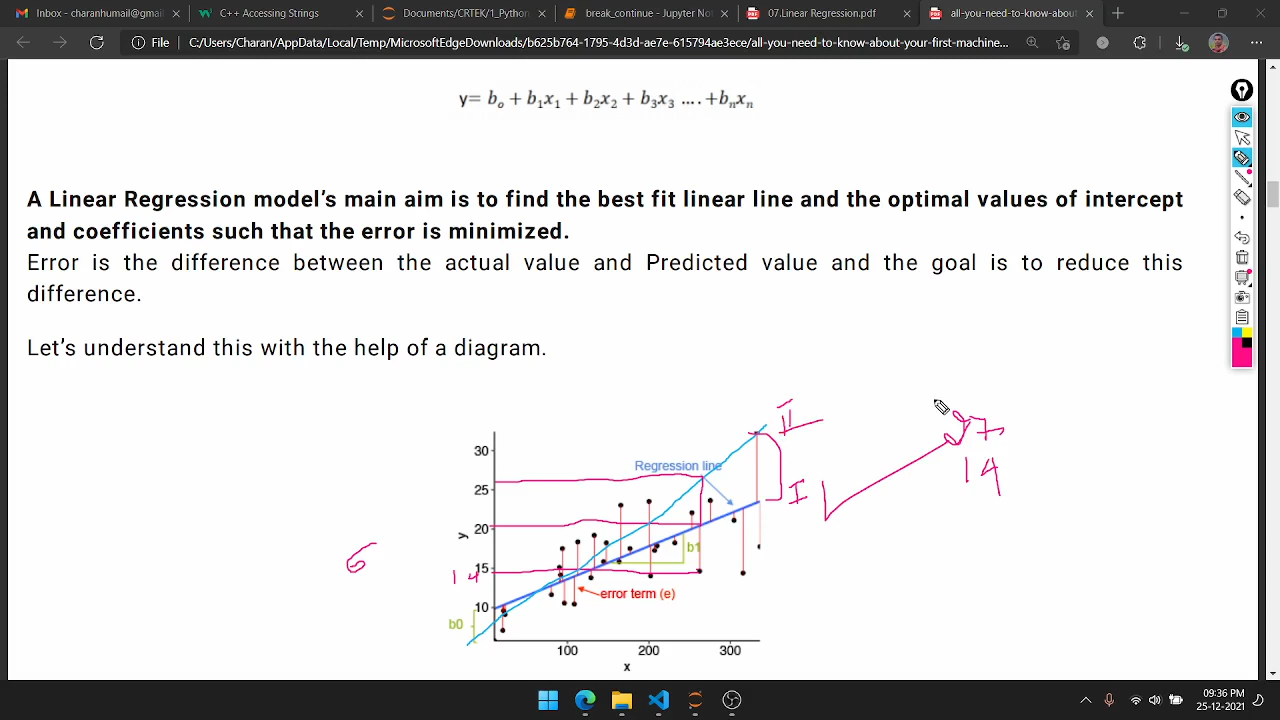 Inbox - charanhumail@gmail
C++ Accessing Strings
Documents/CRTEK/1_Python
break_continue - Jupyter Not
07.Linear Regression.pdf
all-you-need-to-know-about
File
C:/Users/Charan/AppData/Local/Temp/MicrosoftEdgeDownloads/b625b764-1795-4d3d-ae7e-615794ae3ece/all-you-need-to-know-about-your-first-machine...
y= b₀ + b₁x₁ + b₂x₂ + b₃x₃ .... +bₙxₙ
A Linear Regression model's main aim is to find the best fit linear line and the optimal values of intercept
and coefficients such that the error is minimized.
Error is the difference between the actual value and Predicted value and the goal is to reduce this
difference.
Let's understand this with the help of a diagram.
II
30
Regression line
14
25
I
20
y
b1
6
14
15
error term (e)
10
b0
100 200 300
x
09:36 PM
25-12-2021